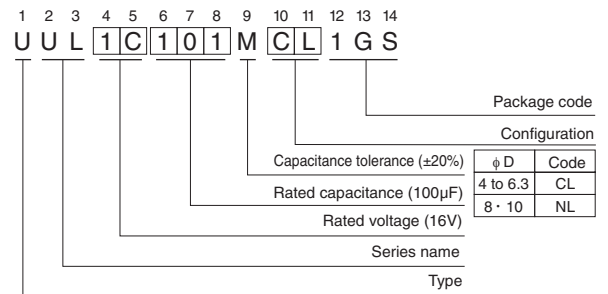 1 2 3 4 5 6 7 8 9 10 11 12 13 14
U U L 1 C 1 0 1 M C L 1 G S
Package code
Configuration
φ D Code
4 to 6.3 CL
8 · 10 NL
Capacitance tolerance (±20%)
Rated capacitance (100µF)
Rated voltage (16V)
Series name
Type